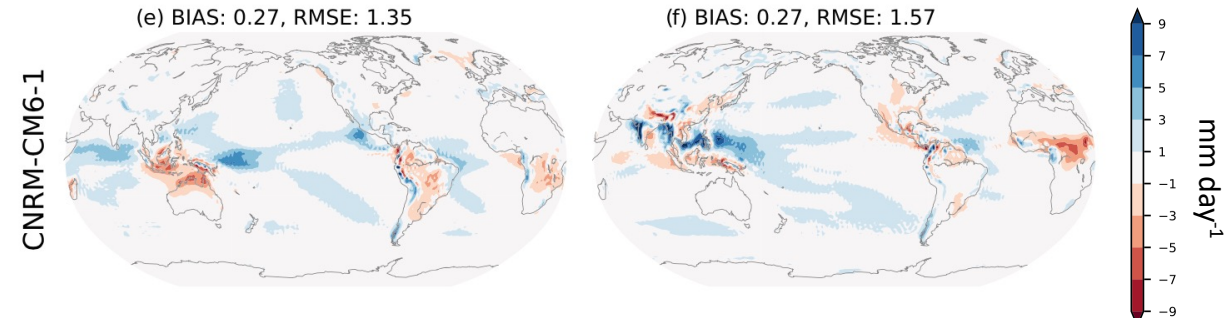 (e) BIAS: 0.27, RMSE: 1.35
(f) BIAS: 0.27, RMSE: 1.57
CNRM-CM6-1
9
7
5
3
1
−1
−3
−5
−7
−9
mm day-1